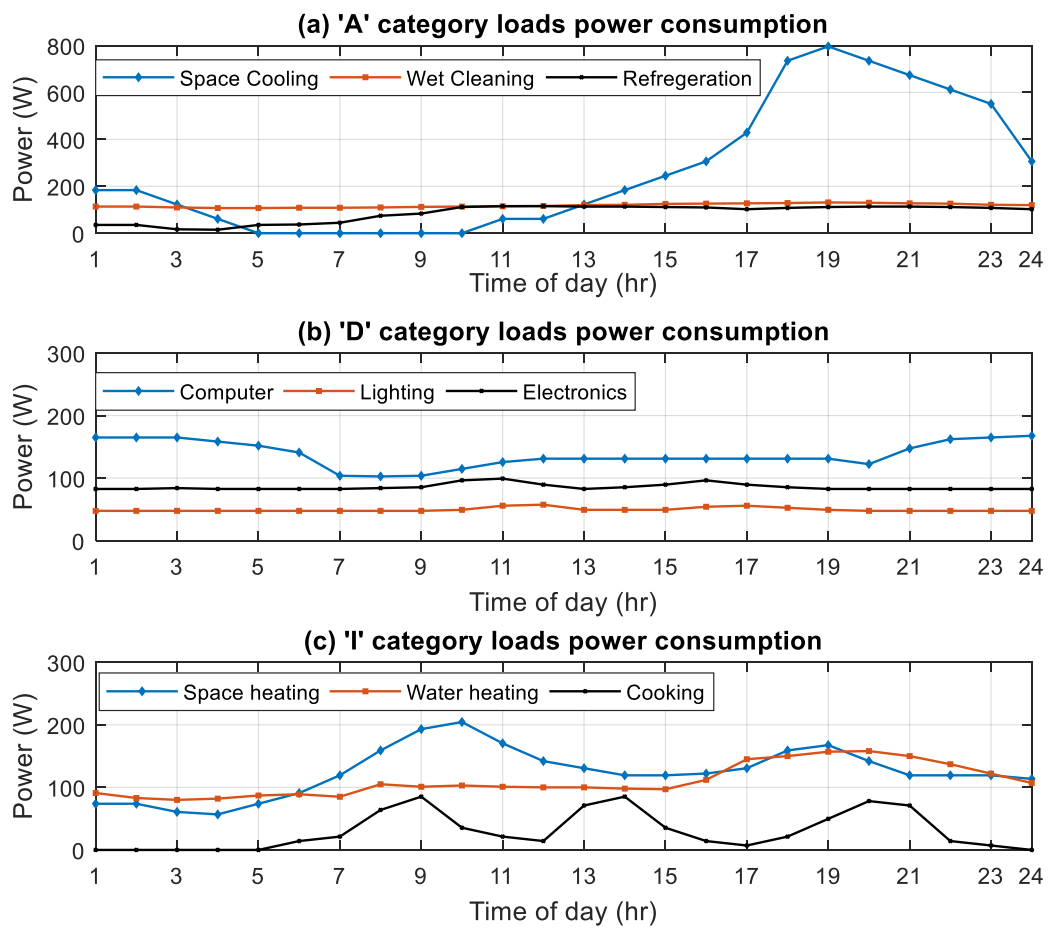 (a) 'A' category loads power consumption
Power (W)
800
600
400
200
0
Space Cooling Wet Cleaning Refregeration
1 3 5 7 9 11 13 15 17 19 21 23 24
Time of day (hr)
(b) 'D' category loads power consumption
Power (W)
300
200
100
0
Computer Lighting Electronics
1 3 5 7 9 11 13 15 17 19 21 23 24
Time of day (hr)
(c) 'I' category loads power consumption
Power (W)
300
200
100
0
Space heating Water heating Cooking
1 3 5 7 9 11 13 15 17 19 21 23 24
Time of day (hr)